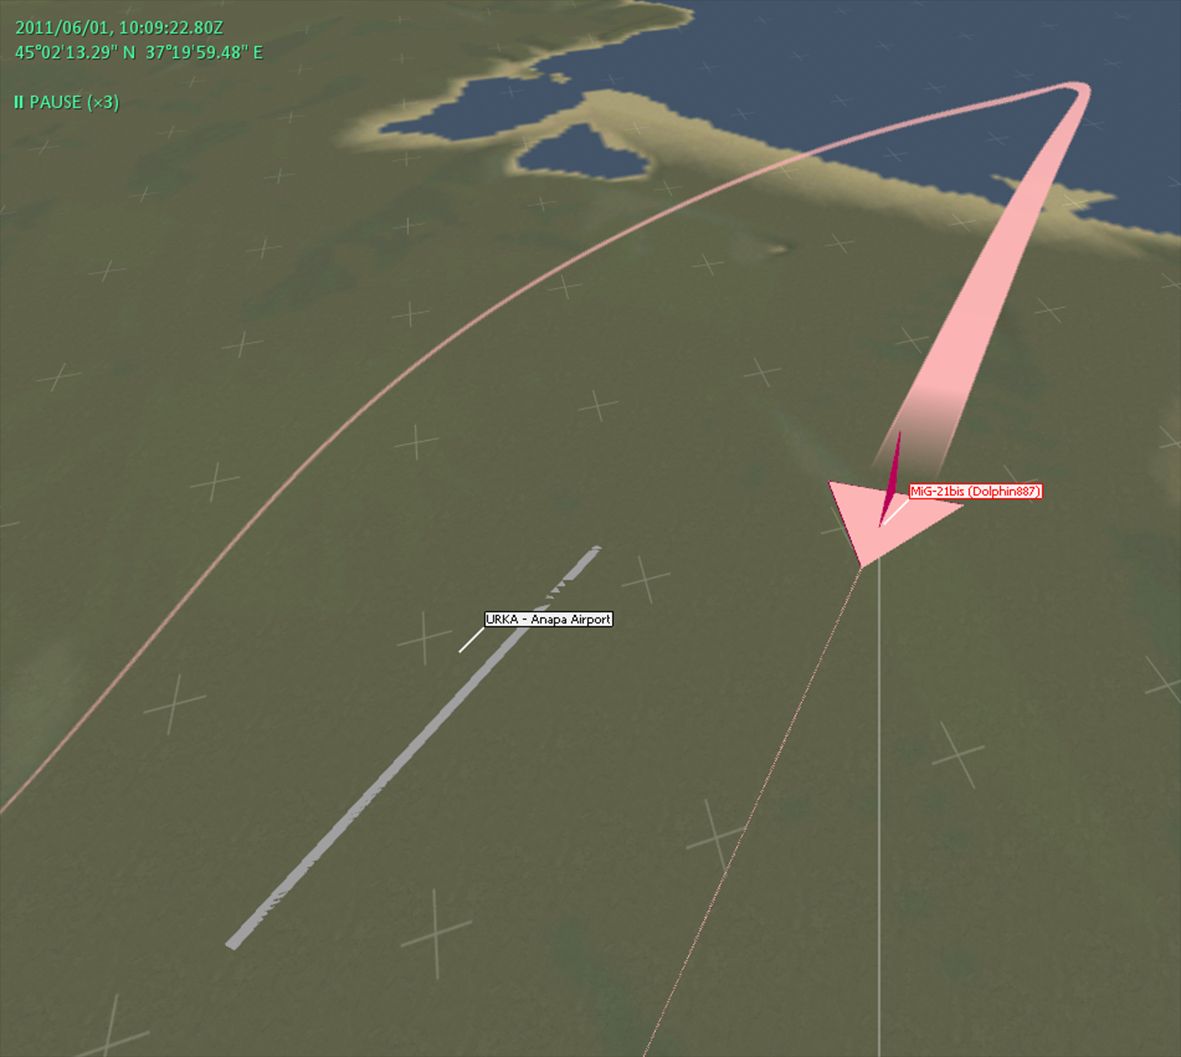 2011/06/01, 10:09:22.80Z
45°02'13.29" N 37°19'59.48" E
PAUSE (×3)
MiG-21bis (Dolphin887)
URKA - Anapa Airport